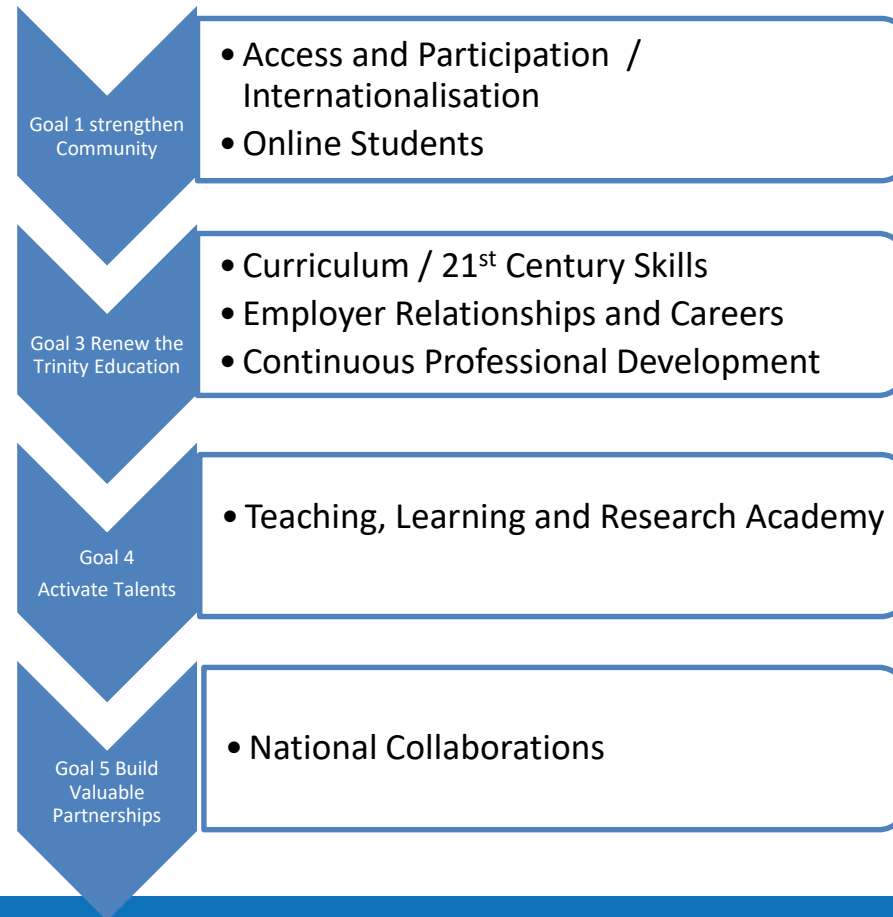 Goal 1 strengthen
Community
• Access and Participation /
Internationalisation
• Online Students
Goal 3 Renew the
Trinity Education
• Curriculum / 21st Century Skills
• Employer Relationships and Careers
• Continuous Professional Development
Goal 4
Activate Talents
• Teaching, Learning and Research Academy
Goal 5 Build
Valuable
Partnerships
• National Collaborations